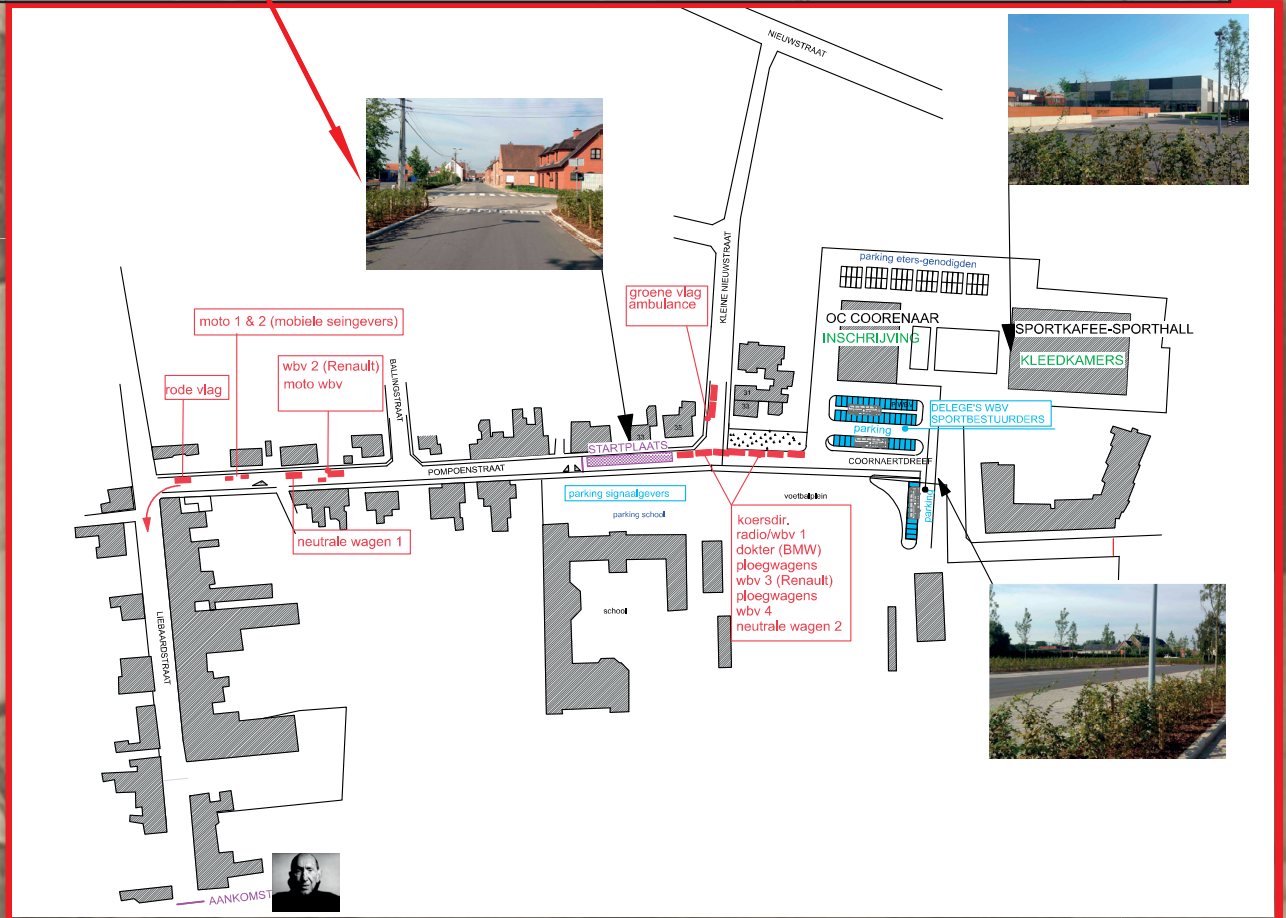 NIEUWSTRAAT
KLEINE NIEUWSTRAAT
parking eters-genodigden
groene vlag
ambulance
OC COORENAAR
INSCHRIJVING
SPORTKAFEE-SPORTHALL
KLEEDKAMERS
moto 1 & 2 (mobiele seingevers)
wbv 2 (Renault)
moto wbv
BALLINGSTRAAT
rode vlag
31
33
33
35
DELEGE'S WBV
SPORTBESTUURDERS
parking
STARTPLAATS
COORNAERTDREEF
POMPOENSTRAAT
parking signaalgevers
voetbalplein
parking
parking school
neutrale wagen 1
koersdir.
radio/wbv 1
dokter (BMW)
ploegwagens
wbv 3 (Renault)
ploegwagens
wbv 4
neutrale wagen 2
school
LIEBAARDSTRAAT
AANKOMST